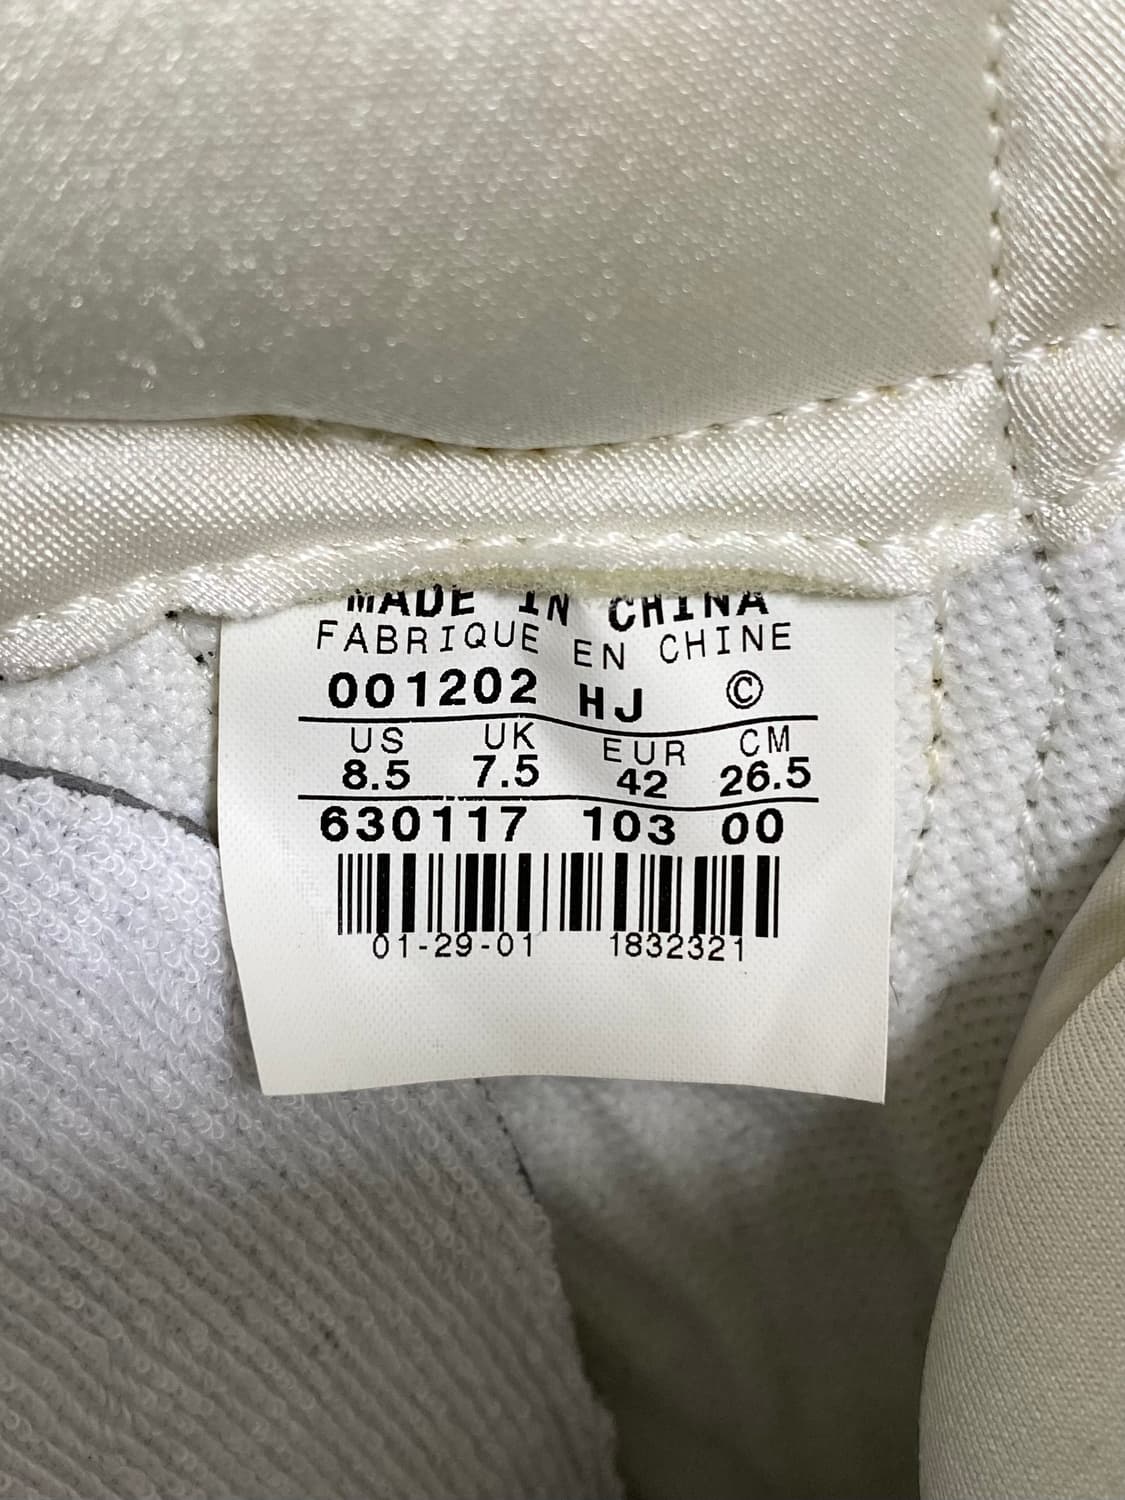 MADE IN CHINA
FABRIQUE EN CHINE
001202 HJ ©
US UK EUR CM
8.5 7.5 42 26.5
630117 103 00
01-29-01 1832321